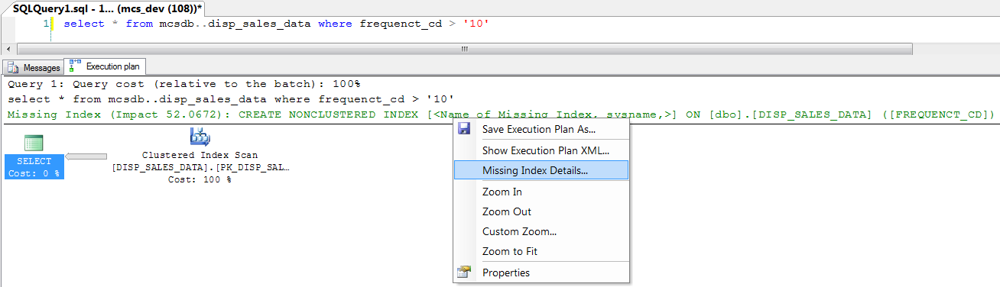 SQLQuery1.sql - 1... (mcs_dev (108))*
1 select * from mcsdb..disp_sales_data where frequenct_cd > '10'
Messages Execution plan
Query 1: Query cost (relative to the batch): 100%
select * from mcsdb..disp_sales_data where frequenct_cd > '10'
Missing Index (Impact 52.0672): CREATE NONCLUSTERED INDEX [<Name of Missing Index, sysname,>] ON [dbo].[DISP_SALES_DATA] ([FREQUENCT_CD])
SELECT
Cost: 0 %
Clustered Index Scan
[DISP_SALES_DATA].[PK_DISP_SAL…
Cost: 100 %
Save Execution Plan As...
Show Execution Plan XML...
Missing Index Details...
Zoom In
Zoom Out
Custom Zoom...
Zoom to Fit
Properties